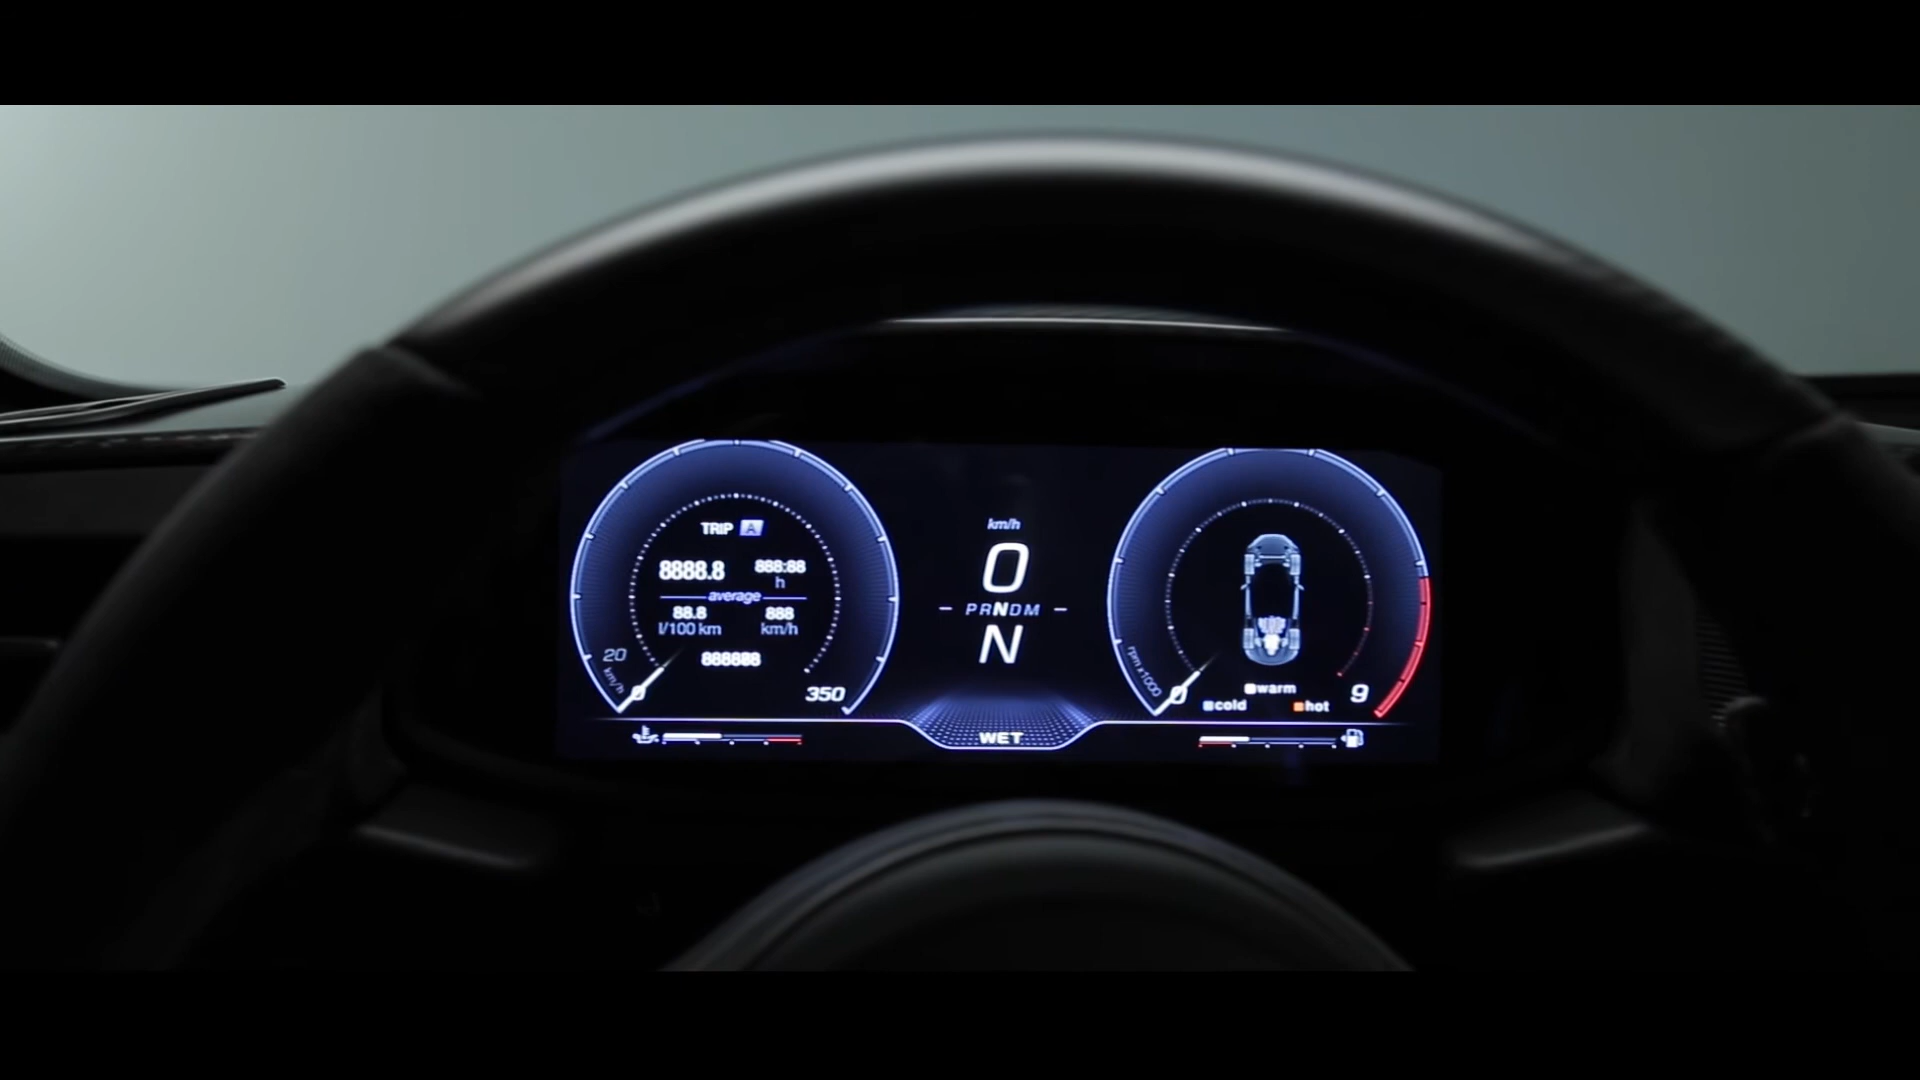 TRIP A
8888.8 888:88
h
average
88.8 888
l/100 km km/h
888888
20
km/h
0 350
km/h
0
PRNDM
N
WET
rpm x1000
0 9
warm
cold hot